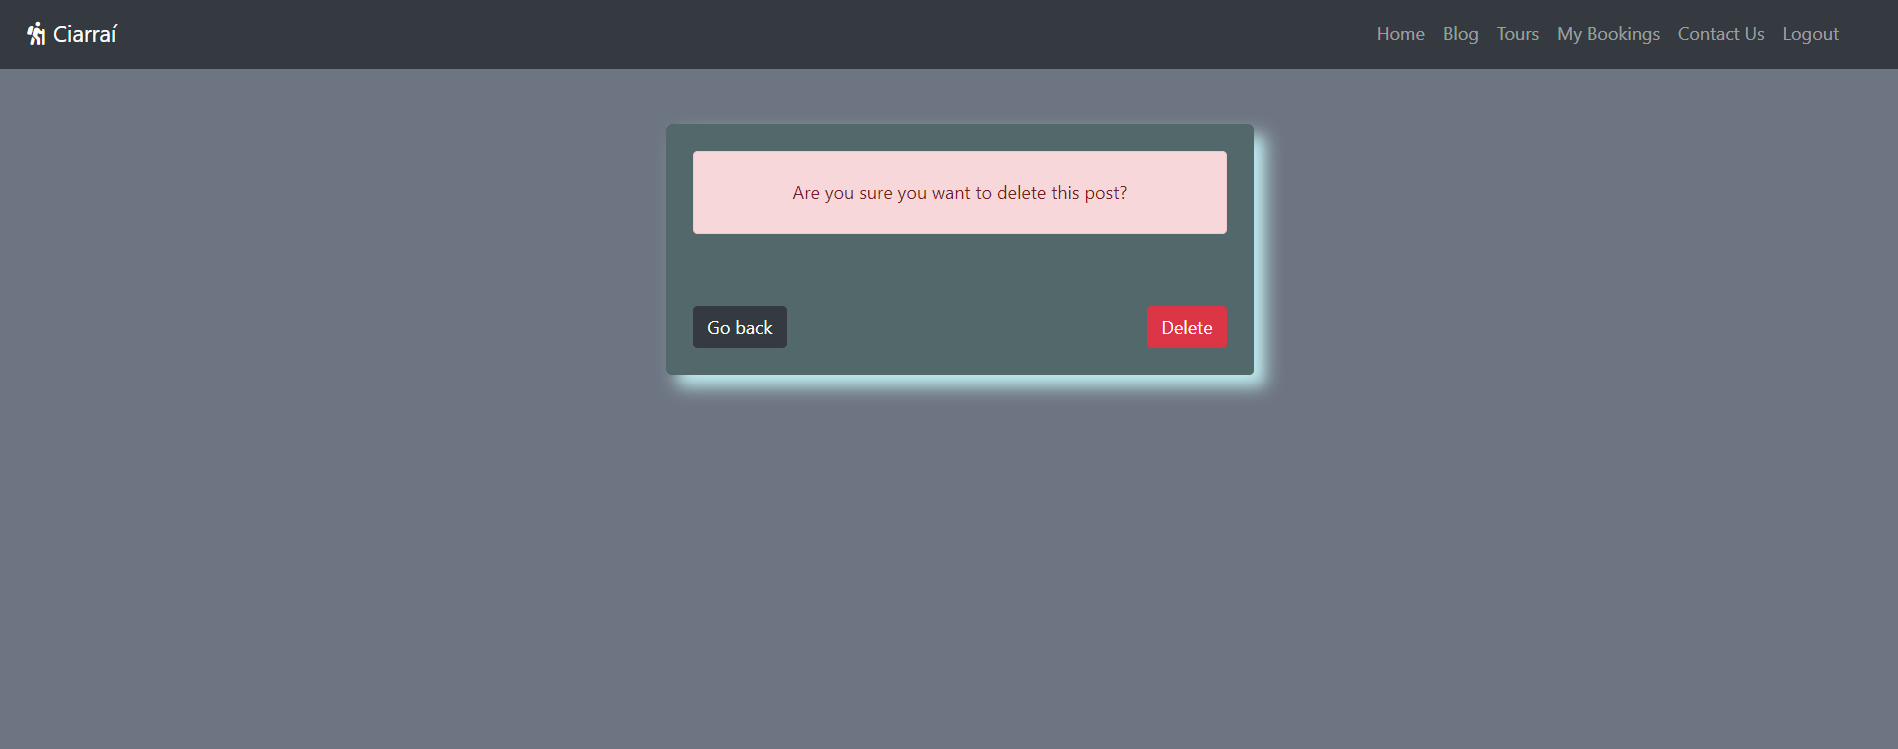 Ciarraí
Home Blog Tours My Bookings Contact Us Logout
Are you sure you want to delete this post?
Go back
Delete